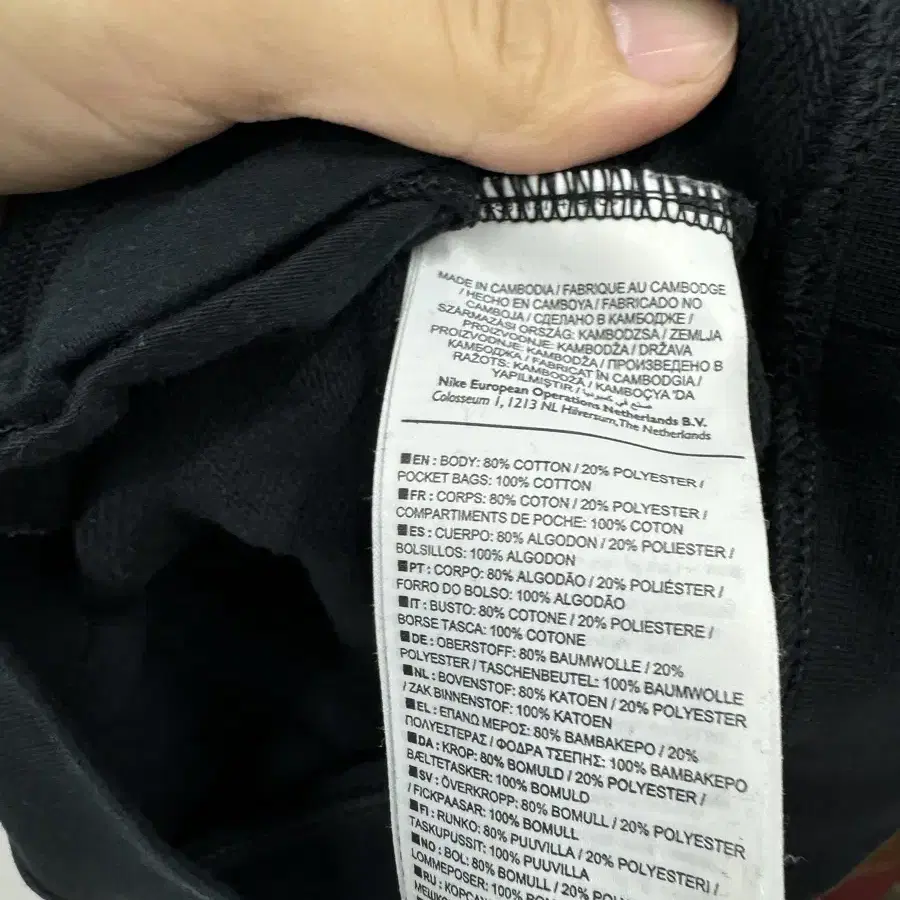 MADE IN CAMBODIA / FABRIQUE AU CAMBODGE
/ HECHO EN CAMBOYA / FABRICADO NO
CAMBOJA / СДЕЛАНО В КАМБОДЖЕ /
SZÁRMAZÁSI ORSZÁG: KAMBODZSA / ZEMLJA
PROIZVODNJE: KAMBODŽA / DRŽAVA
PROIZVODNJE: KAMBODŽA / ПРОИЗВЕДЕНО В
КАМБОДЖА / FABRICAT ÎN CAMBODGIA /
RAŽOTS: KAMBODŽA / KAMBOÇYA 'DA
YAPILMIŞTIR / صنع في كمبوديا
Nike European Operations Netherlands B.V.
Colosseum 1, 1213 NL Hilversum, The Netherlands
■EN : BODY: 80% COTTON / 20% POLYESTER /
POCKET BAGS: 100% COTTON
■FR : CORPS: 80% COTON / 20% POLYESTER /
COMPARTIMENTS DE POCHE: 100% COTON
■ES : CUERPO: 80% ALGODON / 20% POLIESTER /
BOLSILLOS: 100% ALGODON
■PT : CORPO: 80% ALGODÃO / 20% POLIÉSTER /
FORRO DO BOLSO: 100% ALGODÃO
■IT : BUSTO: 80% COTONE / 20% POLIESTERE /
BORSE TASCA: 100% COTONE
■DE : OBERSTOFF: 80% BAUMWOLLE / 20%
POLYESTER / TASCHENBEUTEL: 100% BAUMWOLLE
■NL : BOVENSTOF: 80% KATOEN / 20% POLYESTER
/ ZAK BINNENSTOF: 100% KATOEN
■EL : ΕΠΑΝΩ ΜΕΡΟΣ: 80% ΒΑΜΒΑΚΕΡΟ / 20%
ΠΟΛΥΕΣΤΕΡΑΣ / ΦΟΔΡΑ ΤΣΕΠΗΣ: 100% ΒΑΜΒΑΚΕΡΟ
■DA : KROP: 80% BOMULD / 20% POLYESTER /
BÆLTETASKER: 100% BOMULD
■SV : ÖVERKROPP: 80% BOMULL / 20% POLYESTER
/ FICKPAASAR: 100% BOMULL
■FI : RUNKO: 80% PUUVILLA / 20% POLYESTERI /
TASKUPUSSIT: 100% PUUVILLA
■NO : BOL: 80% BOMULL / 20% POLYESTER /
LOMMEPOSER: 100%
■RU :